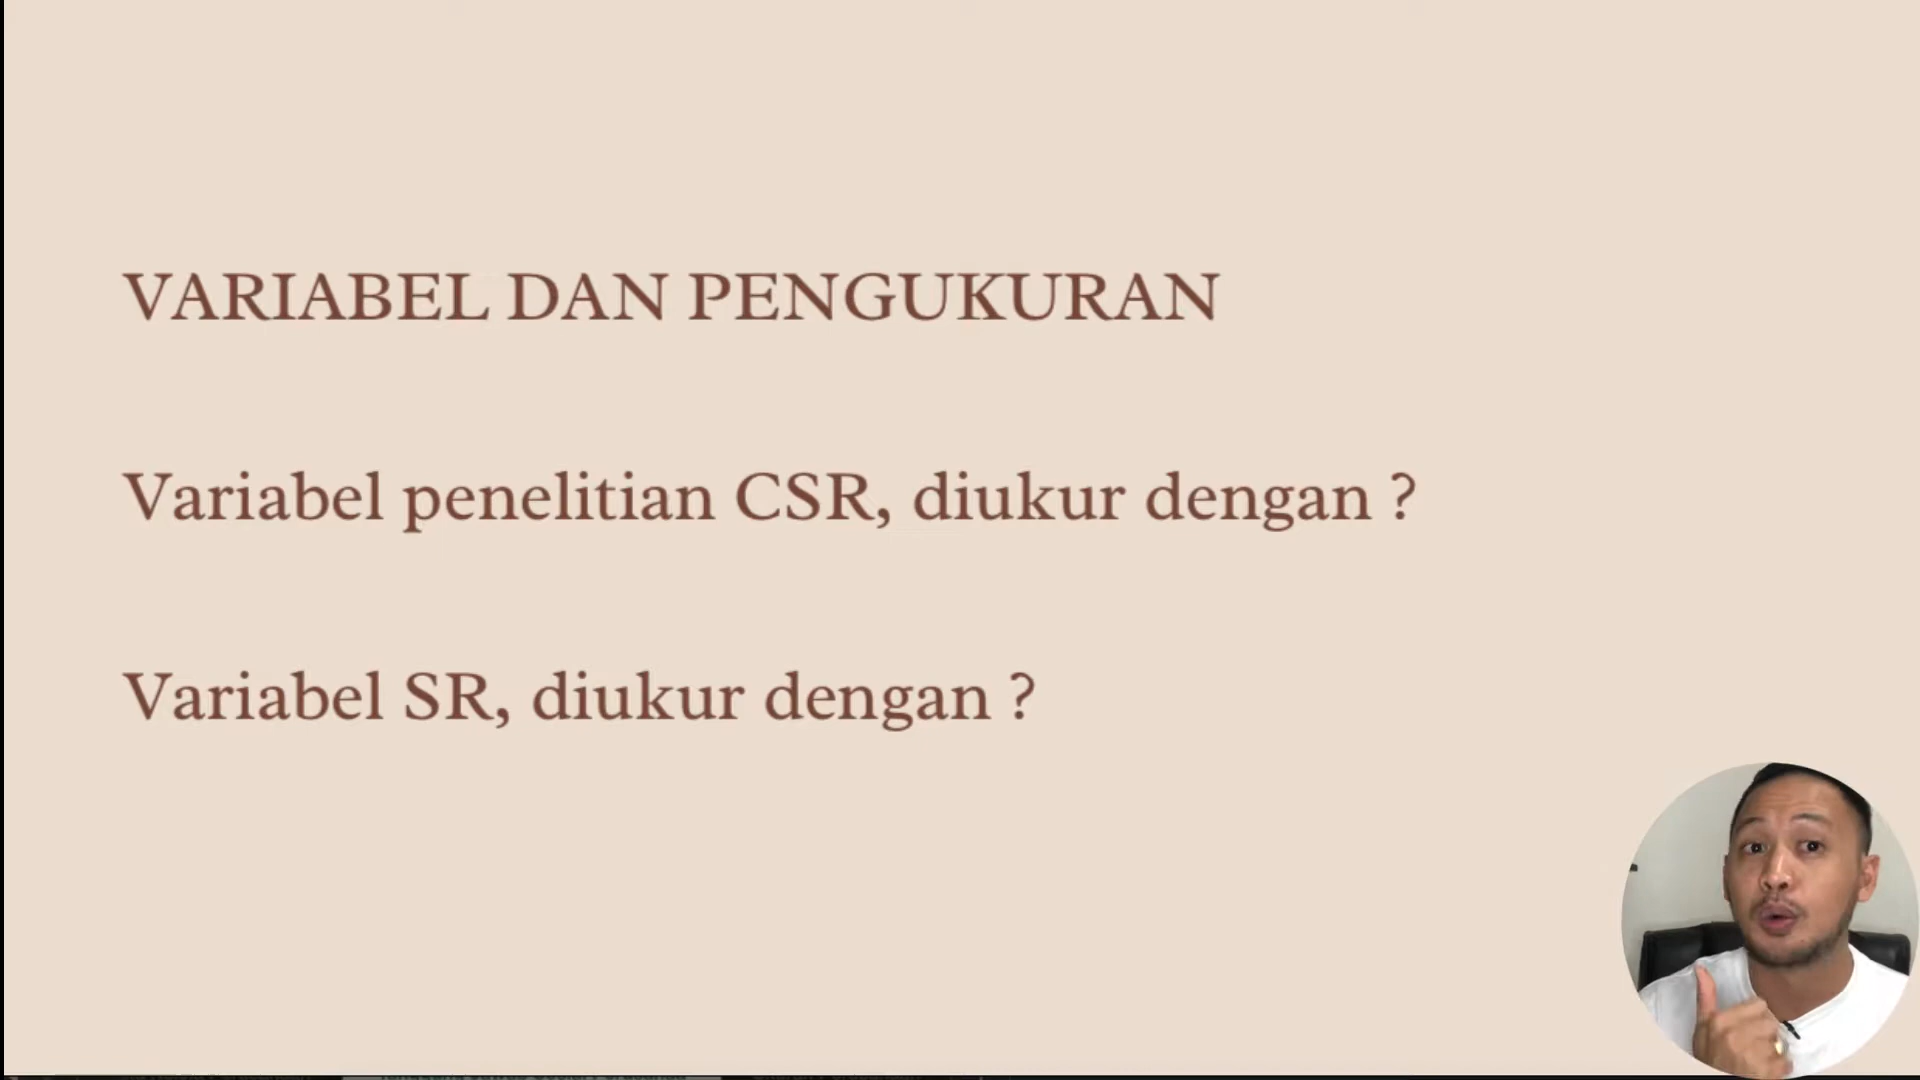 VARIABEL DAN PENGUKURAN
Variabel penelitian CSR, diukur dengan ?
Variabel SR, diukur dengan ?